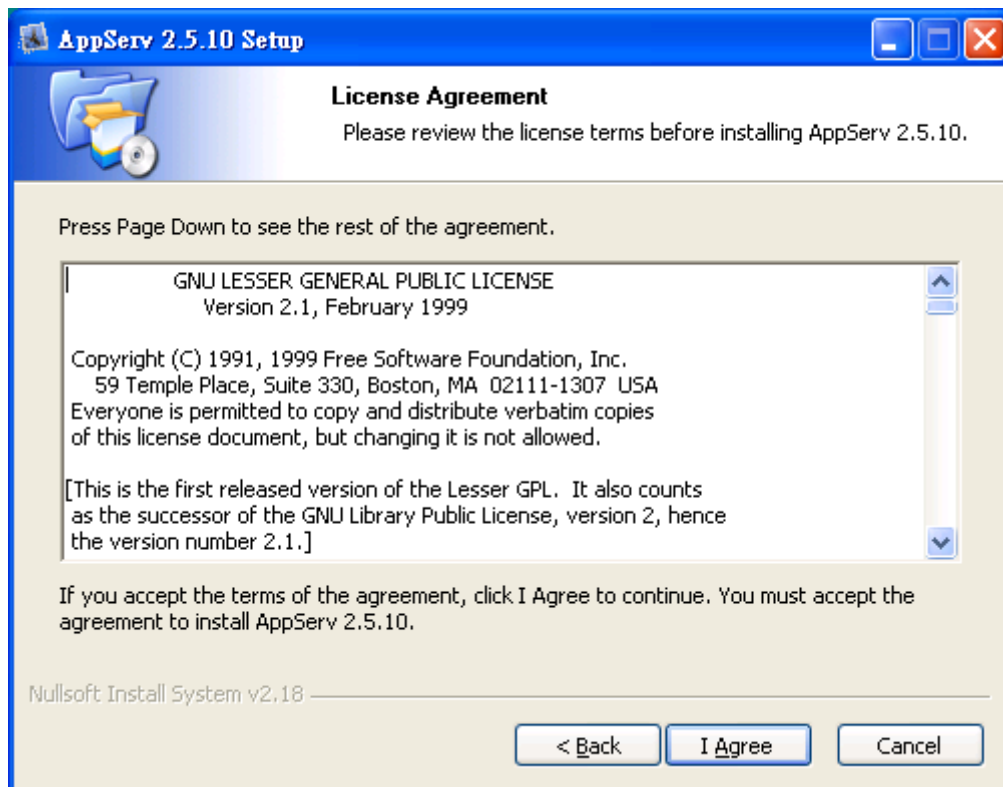 AppServ 2.5.10 Setup
License Agreement
Please review the license terms before installing AppServ 2.5.10.
Press Page Down to see the rest of the agreement.
GNU LESSER GENERAL PUBLIC LICENSE
Version 2.1, February 1999
Copyright (C) 1991, 1999 Free Software Foundation, Inc.
59 Temple Place, Suite 330, Boston, MA  02111-1307  USA
Everyone is permitted to copy and distribute verbatim copies
of this license document, but changing it is not allowed.
[This is the first released version of the Lesser GPL.  It also counts
as the successor of the GNU Library Public License, version 2, hence
the version number 2.1.]
If you accept the terms of the agreement, click I Agree to continue. You must accept the
agreement to install AppServ 2.5.10.
Nullsoft Install System v2.18
< Back
I Agree
Cancel